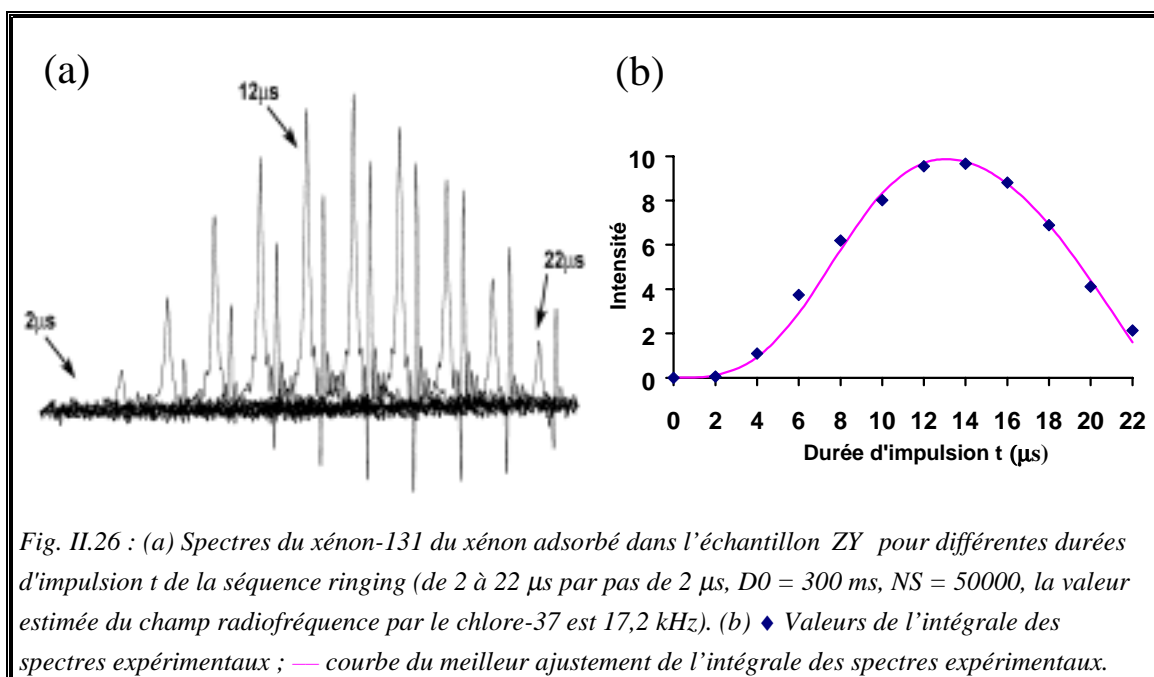 (a)
(b)
12µs
22µs
2µs
Intensité
10
8
6
4
2
0
0 2 4 6 8 10 12 14 16 18 20 22
Durée d'impulsion t (µs)
Fig. II.26 : (a) Spectres du xénon-131 du xénon adsorbé dans l'échantillon ZY pour différentes durées
d'impulsion t de la séquence ringing (de 2 à 22 µs par pas de 2 µs, D0 = 300 ms, NS = 50000, la valeur
estimée du champ radiofréquence par le chlore-37 est 17,2 kHz). (b) ◆ Valeurs de l'intégrale des
spectres expérimentaux ; — courbe du meilleur ajustement de l'intégrale des spectres expérimentaux.